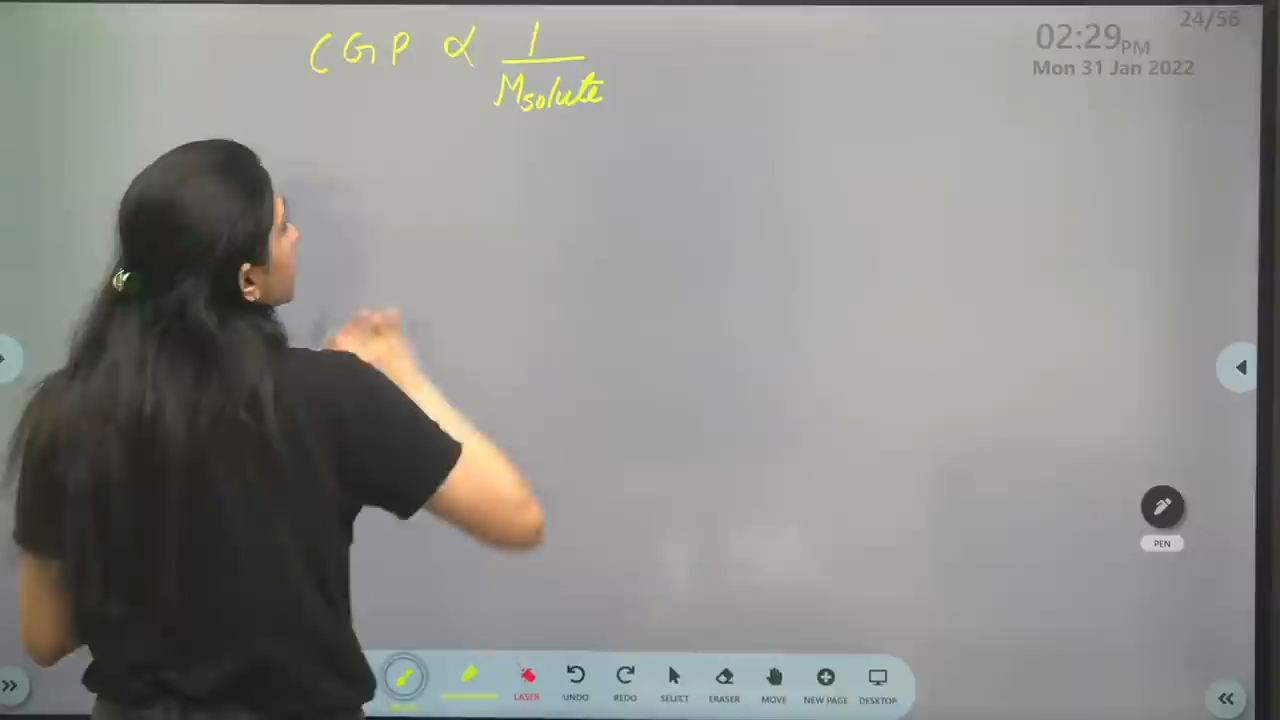 24/56
CGP ∝ 1/Msolute
02:29PM
Mon 31 Jan 2022
PEN
LASER
UNDO
REDO
SELECT
ERASER
MOVE
NEW PAGE
DESKTOP